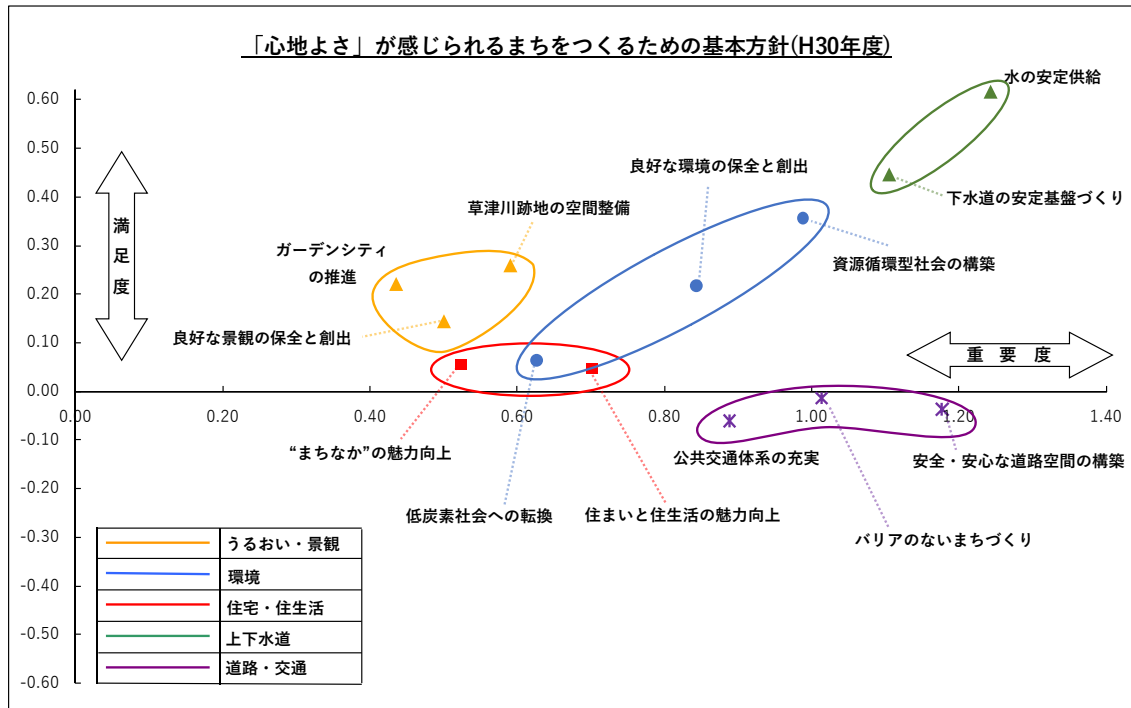 「心地よさ」が感じられるまちをつくるための基本方針(H30年度)
水の安定供給
0.60
0.50
良好な環境の保全と創出
0.40
下水道の安定基盤づくり
草津川跡地の空間整備
満足度
0.30
ガーデンシティ
の推進
資源循環型社会の構築
0.20
良好な景観の保全と創出
重 要 度
0.10
0.00
0.00 0.20 0.40 0.60 0.80 1.00 1.20 1.40
-0.10
“まちなか”の魅力向上
公共交通体系の充実
安全・安心な道路空間の構築
-0.20
低炭素社会への転換
住まいと住生活の魅力向上
バリアのないまちづくり
-0.30
うるおい・景観
環境
-0.40
住宅・住生活
-0.50
上下水道
道路・交通
-0.60